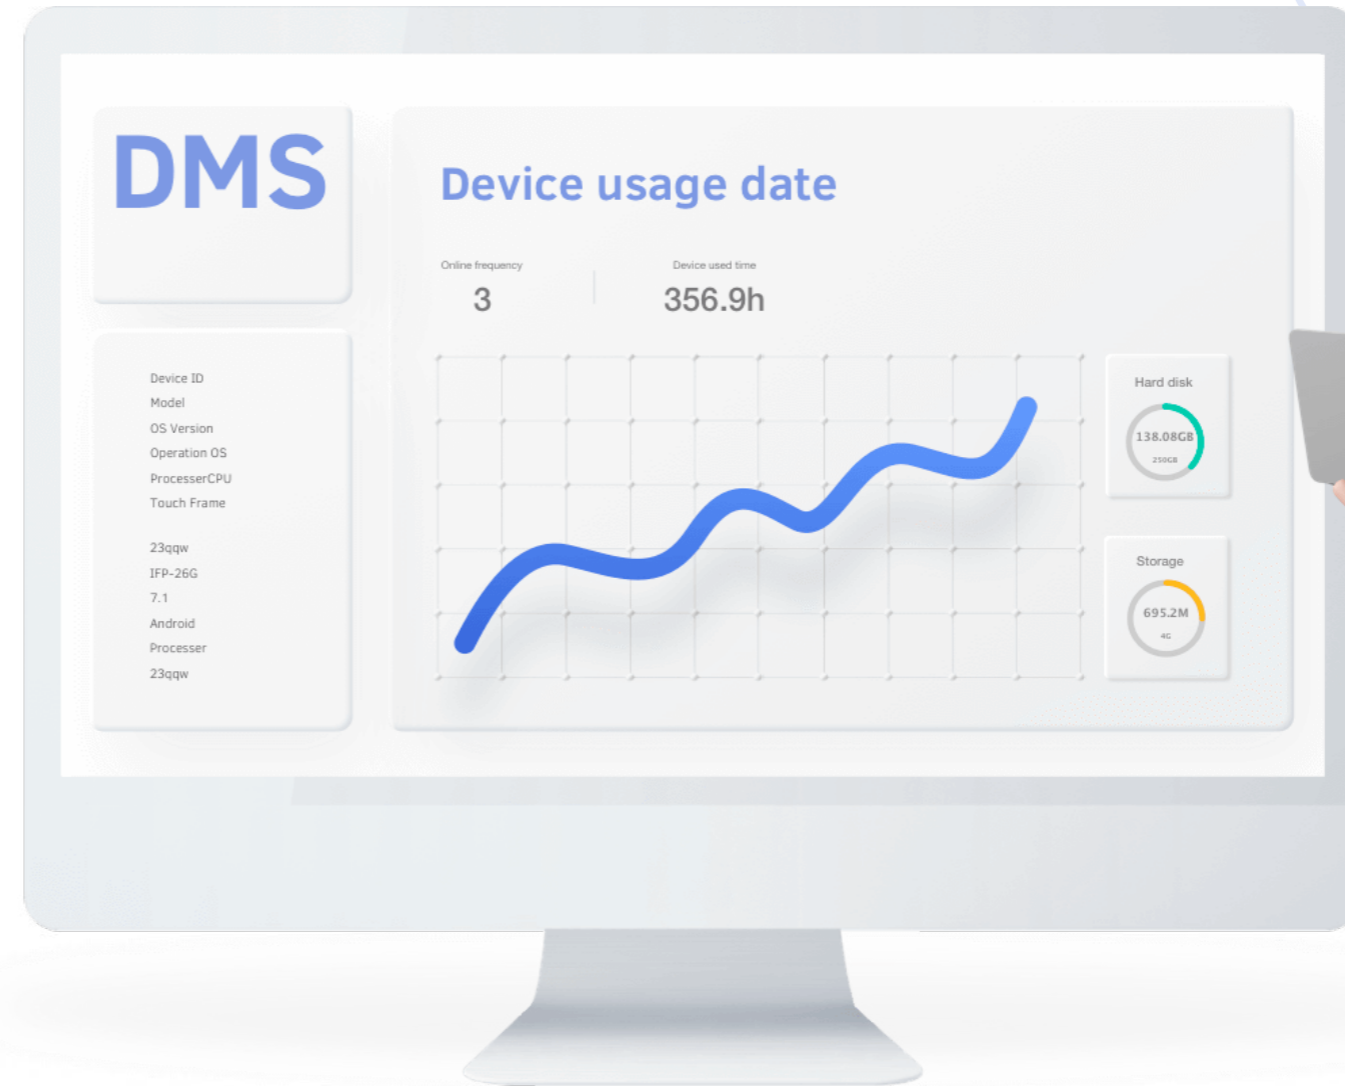 DMS
Device ID
Model
OS Version
Operation OS
ProcesserCPU
Touch Frame
23qqw
IFP-26G
7.1
Android
Processer
23qqw
Device usage date
Online frequency
3
Device used time
356.9h
Hard disk
138.08GB
250GB
Storage
695.2M
4G